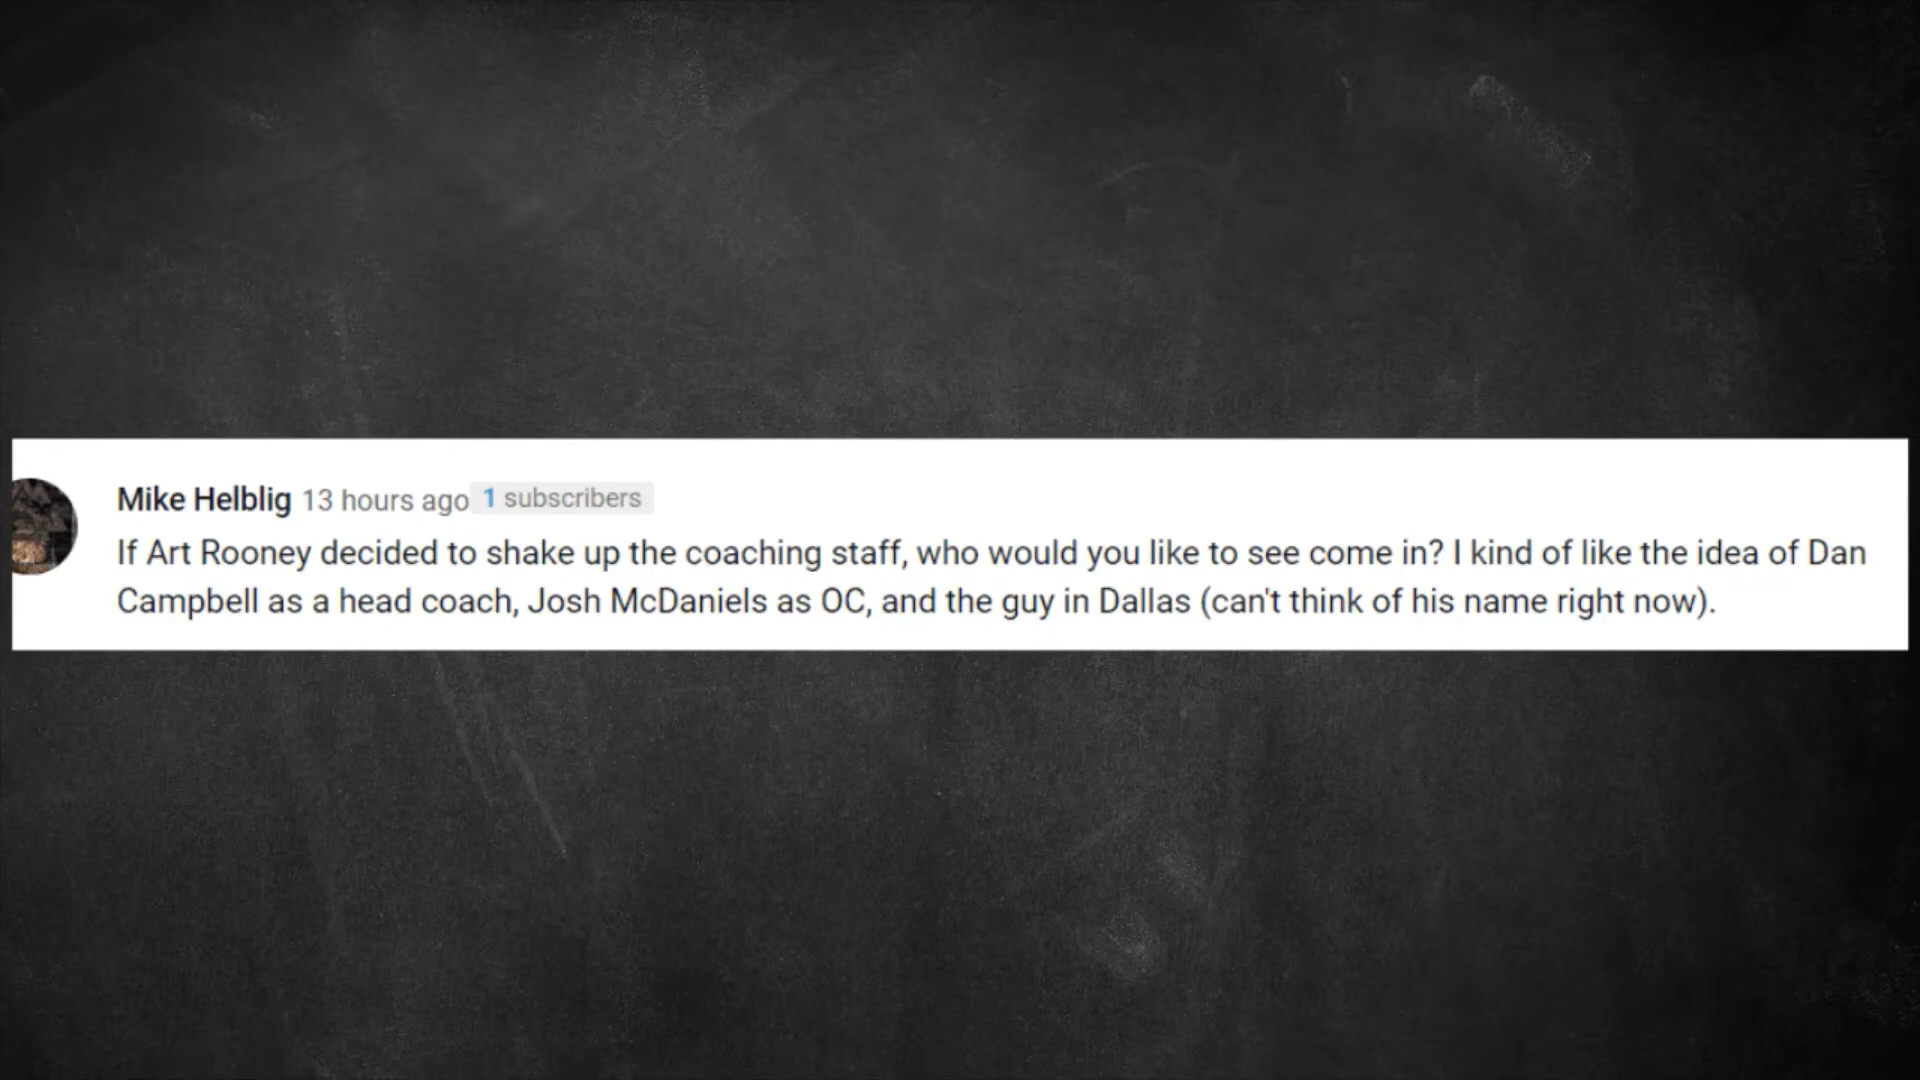 Mike Helblig 13 hours ago 1 subscribers
If Art Rooney decided to shake up the coaching staff, who would you like to see come in? I kind of like the idea of Dan
Campbell as a head coach, Josh McDaniels as OC, and the guy in Dallas (can't think of his name right now).